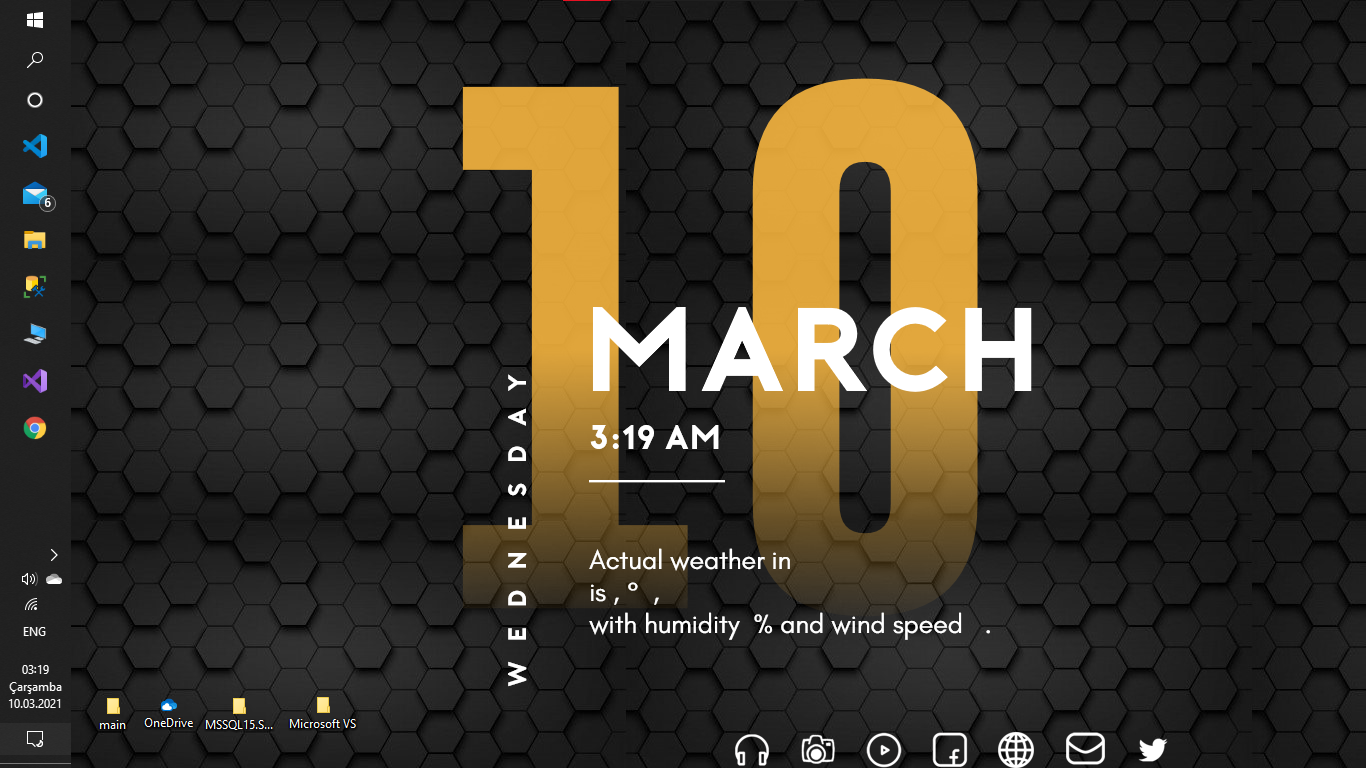 6
ENG
03:19
Çarşamba
10.03.2021
10
MARCH
WEDNESDAY
3:19 AM
Actual weather in
is , ° ,
with humidity % and wind speed .
main
OneDrive
MSSQL15.S...
Microsoft VS